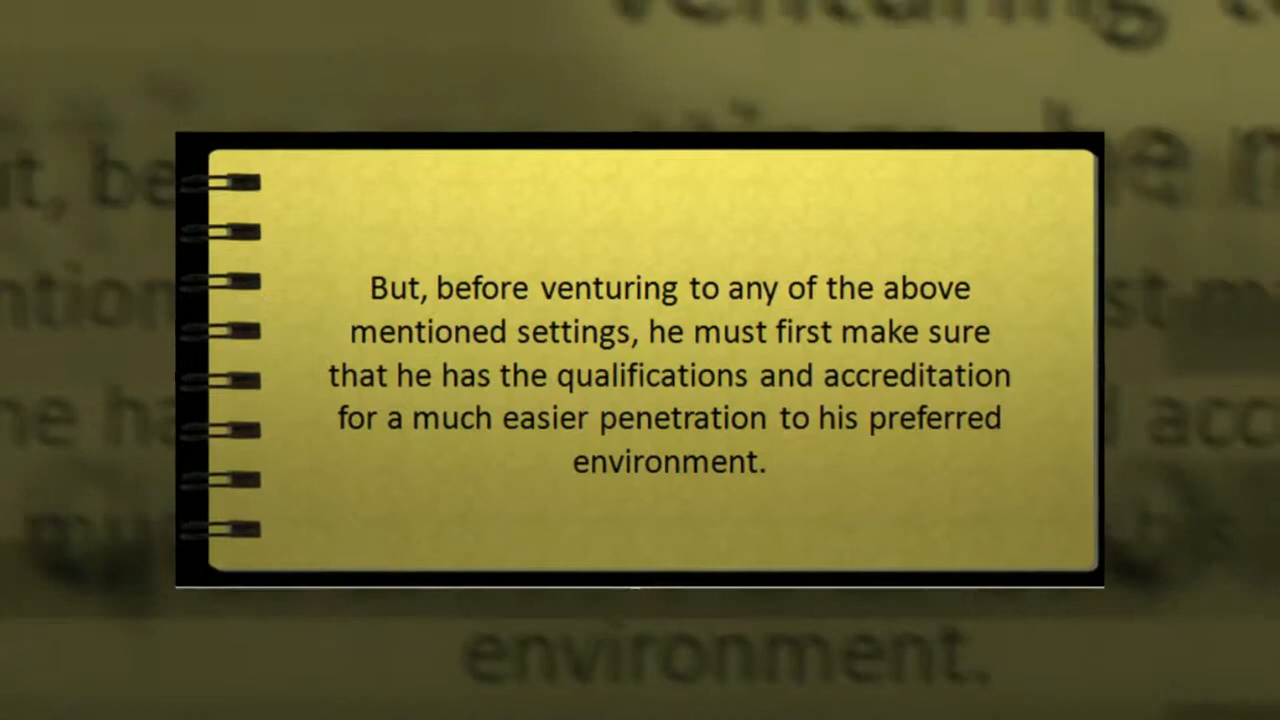 But, before venturing to any of the above
mentioned settings, he must first make sure
that he has the qualifications and accreditation
for a much easier penetration to his preferred
environment.